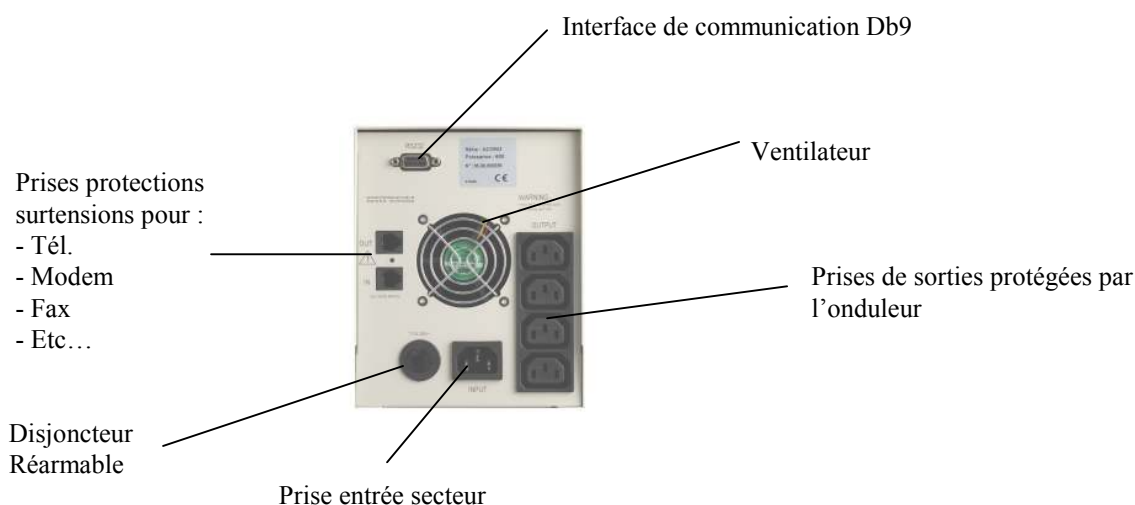 Interface de communication Db9
RS232
CE
Ventilateur
Prises protections
surtensions pour :
- Tél.
- Modem
- Fax
- Etc…
WARNING
OUTPUT
OUT
IN
Prises de sorties protégées par
l’onduleur
INPUT
Disjoncteur
Réarmable
Prise entrée secteur